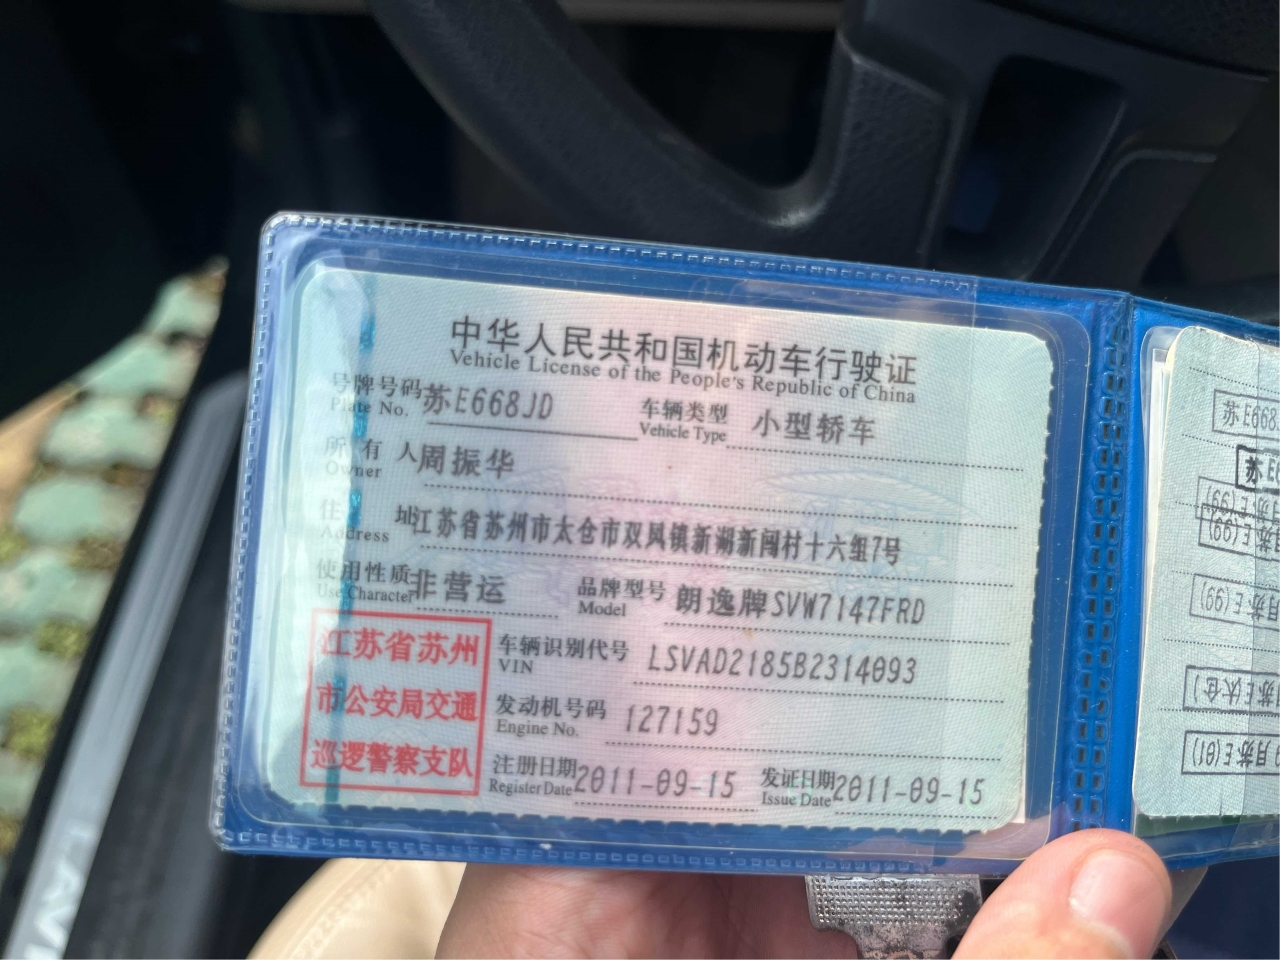 中华人民共和国机动车行驶证
Vehicle License of the People's Republic of China
号牌号码 苏E668JD 车辆类型 小型轿车
Plate No. Vehicle Type
所有人 周振华
Owner
住址 江苏省苏州市太仓市双凤镇新湖新闯村十六组7号
Address
使用性质 非营运 品牌型号 朗逸牌SVW7147FRD
Use Character Model
江苏省苏州
市公安局交通
巡逻警察支队
车辆识别代号 LSVAD2185B2314093
VIN
发动机号码 127159
Engine No.
注册日期 2011-09-15 发证日期 2011-09-15
Register Date Issue Date
苏E668